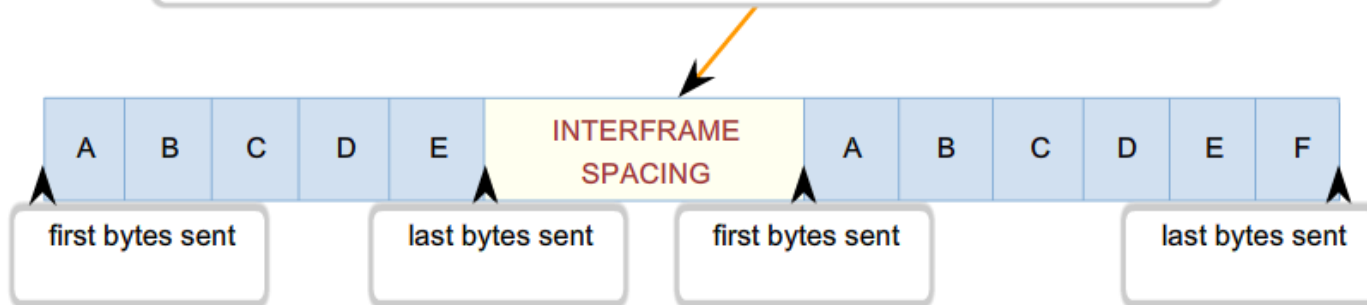 A B C D E INTERFRAME SPACING A B C D E F
first bytes sent last bytes sent first bytes sent last bytes sent